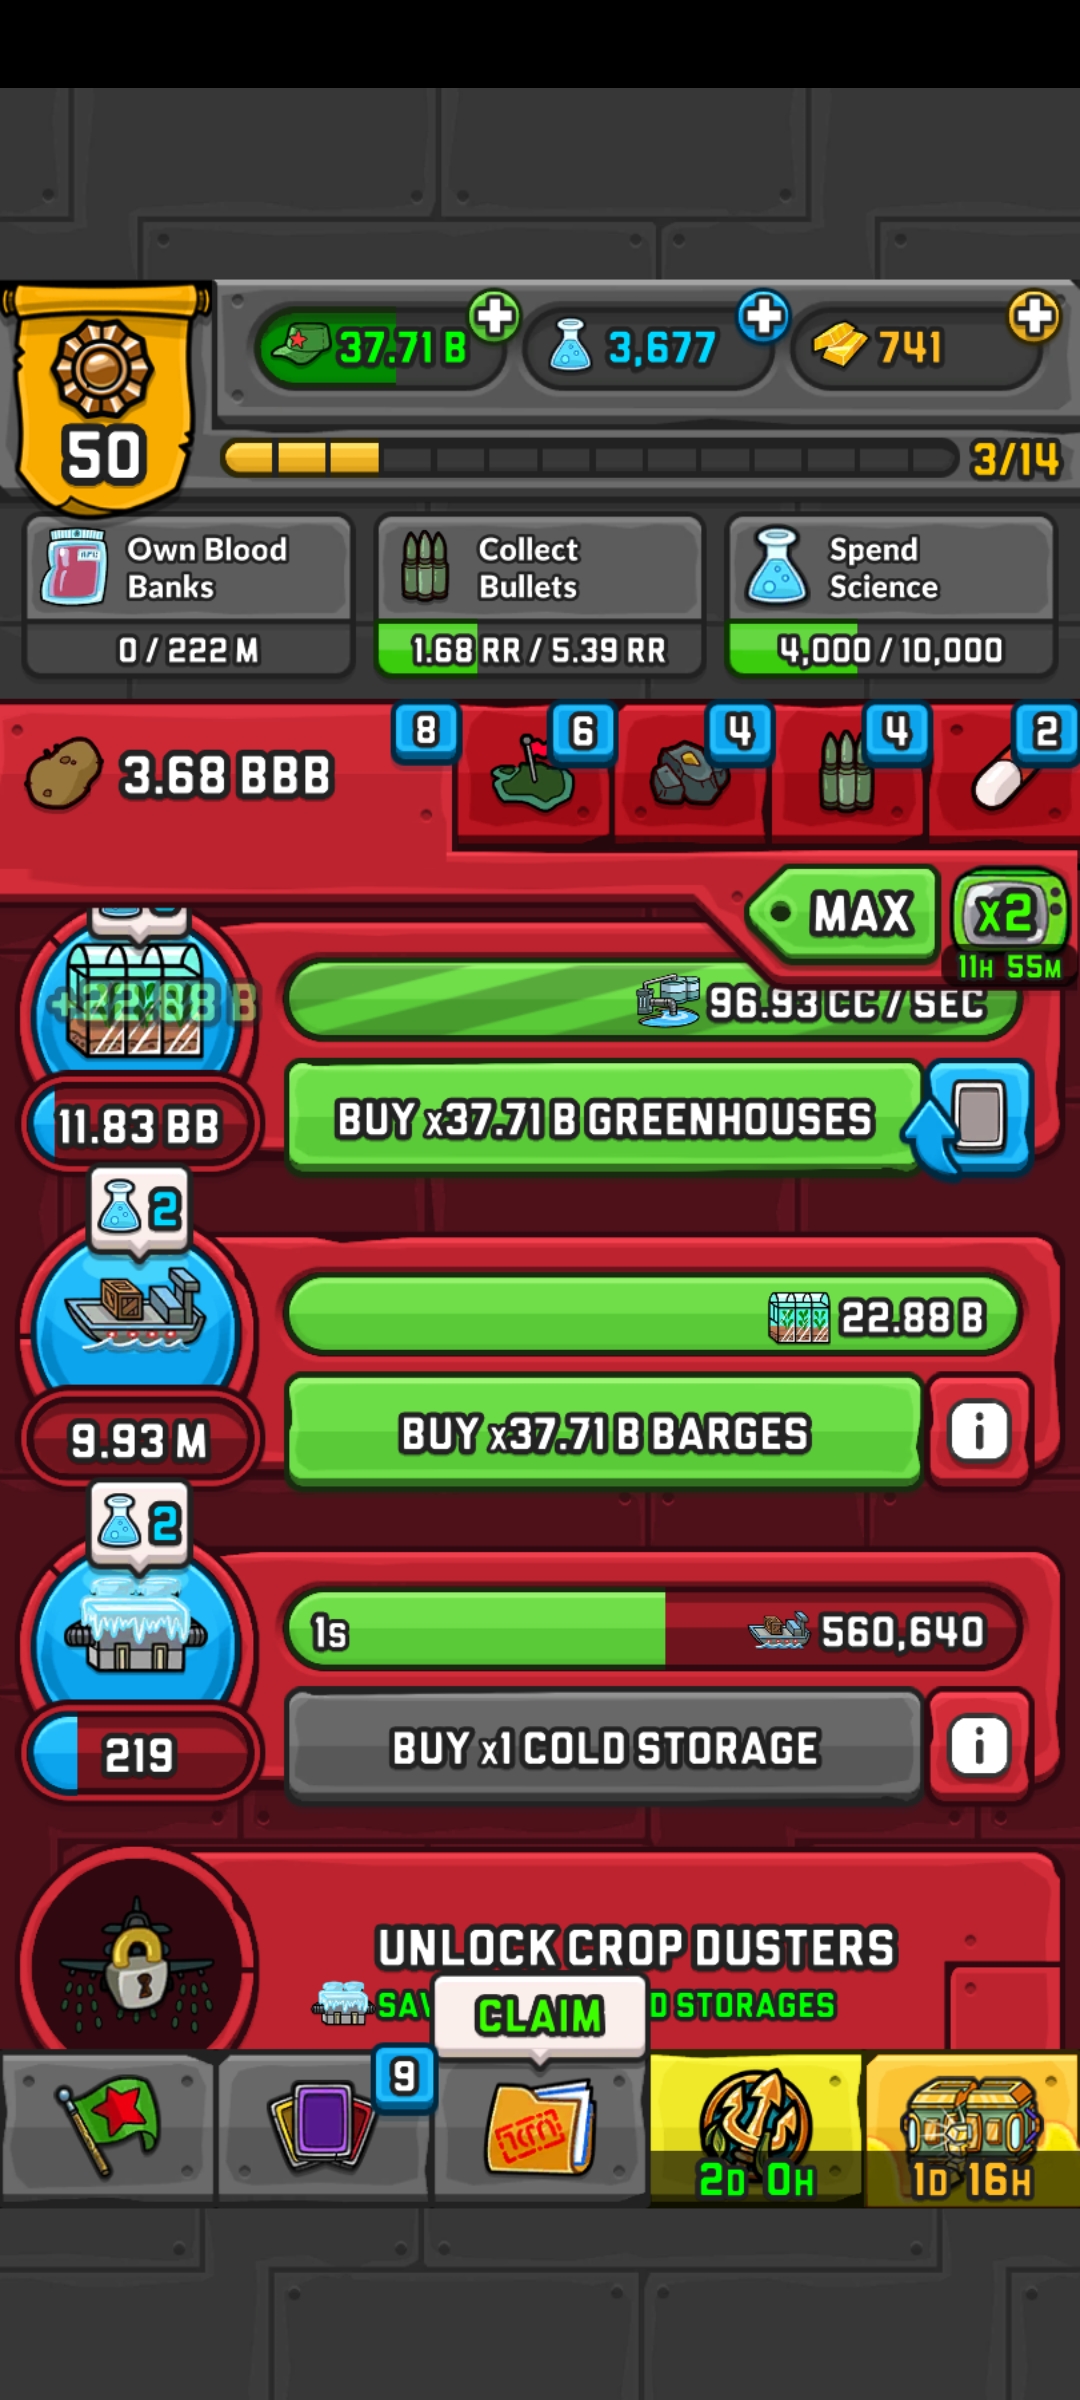 37.71 B
3,677
741
50
3/14
Own Blood
Banks
0 / 222 M
Collect
Bullets
1.68 RR / 5.39 RR
Spend
Science
4,000 / 10,000
3.68 BBB
8
6
4
4
2
MAX
x2
11H 55M
+22.88 B
96.93 CC / SEC
11.83 BB
BUY x37.71 B GREENHOUSES
2
22.88 B
9.93 M
BUY x37.71 B BARGES
i
2
1s
560,640
219
BUY x1 COLD STORAGE
i
UNLOCK CROP DUSTERS
STORAGES
CLAIM
9
2D 0H
1D 16H